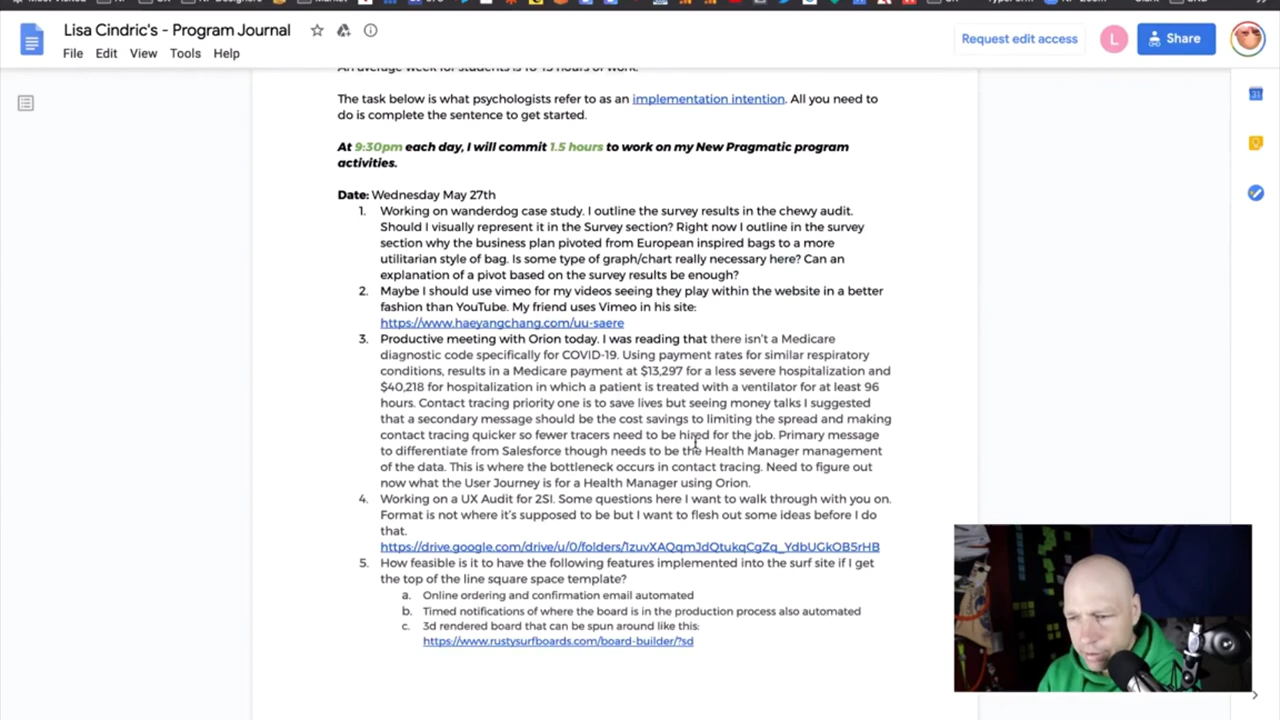 Lisa Cindric's - Program Journal
File Edit View Tools Help
Request edit access
L
Share
An average week for students is 10-15 hours of work.
The task below is what psychologists refer to as an implementation intention. All you need to
do is complete the sentence to get started.
At 9:30pm each day, I will commit 1.5 hours to work on my New Pragmatic program
activities.
Date: Wednesday May 27th
1. Working on wanderdog case study. I outline the survey results in the chewy audit.
Should I visually represent it in the Survey section? Right now I outline in the survey
section why the business plan pivoted from European inspired bags to a more
utilitarian style of bag. Is some type of graph/chart really necessary here? Can an
explanation of a pivot based on the survey results be enough?
2. Maybe I should use vimeo for my videos seeing they play within the website in a better
fashion than YouTube. My friend uses Vimeo in his site:
https://www.haeyangchang.com/uu-saere
3. Productive meeting with Orion today. I was reading that there isn't a Medicare
diagnostic code specifically for COVID-19. Using payment rates for similar respiratory
conditions, results in a Medicare payment at $13,297 for a less severe hospitalization and
$40,218 for hospitalization in which a patient is treated with a ventilator for at least 96
hours. Contact tracing priority one is to save lives but seeing money talks I suggested
that a secondary message should be the cost savings to limiting the spread and making
contact tracing quicker so fewer tracers need to be hired for the job. Primary message
to differentiate from Salesforce though needs to be the Health Manager management
of the data. This is where the bottleneck occurs in contact tracing. Need to figure out
now what the User Journey is for a Health Manager using Orion.
4. Working on a UX Audit for 2SI. Some questions here I want to walk through with you on.
Format is not where it's supposed to be but I want to flesh out some ideas before I do
that.
https://drive.google.com/drive/u/0/folders/1zuvXAQqmJdQtukqCgZq_YdbUGkOB5rHB
5. How feasible is it to have the following features implemented into the surf site if I get
the top of the line square space template?
a. Online ordering and confirmation email automated
b. Timed notifications of where the board is in the production process also automated
c. 3d rendered board that can be spun around like this:
https://www.rustysurfboards.com/board-builder/?sd